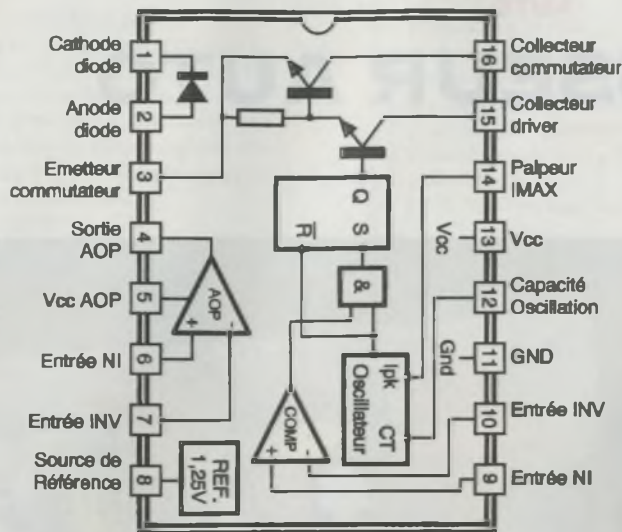 Cathode
diode
1
Anode
diode
2
Emetteur
commutateur
3
Sortie
AOP
4
Vcc AOP
5
Entrée NI
6
Entrée INV
7
Source de
Référence
8
16
Collecteur
commutateur
15
Collecteur
driver
14
Palpeur
IMAX
13
Vcc
12
Capacité
Oscillation
11
GND
10
Entrée INV
9
Entrée NI
Q
S
R
&
Vcc
Gnd
AOP
+
-
COMP
+
-
Ipk
CT
Oscillateur
REF.
1,25V